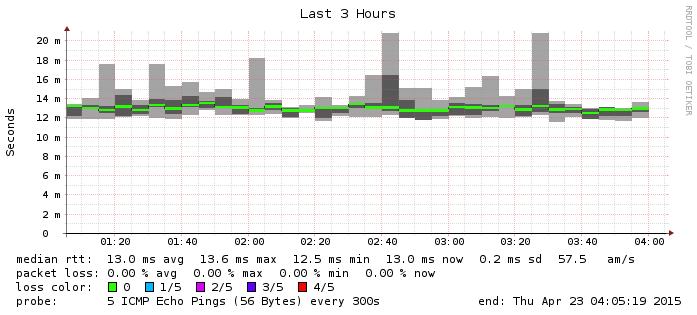 Last 3 Hours
RRDTOOL / TOBI OETIKER
Seconds
20 m
18 m
16 m
14 m
12 m
10 m
8 m
6 m
4 m
2 m
0
01:20 01:40 02:00 02:20 02:40 03:00 03:20 03:40 04:00
median rtt: 13.0 ms avg 13.6 ms max 12.5 ms min 13.0 ms now 0.2 ms sd 57.5 am/s
packet loss: 0.00 % avg 0.00 % max 0.00 % min 0.00 % now
loss color: 0 1/5 2/5 3/5 4/5
probe: 5 ICMP Echo Pings (56 Bytes) every 300s end: Thu Apr 23 04:05:19 2015